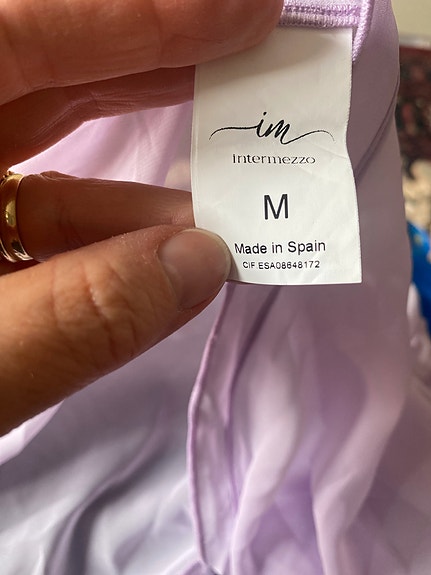 im
Intermezzo
M
Made in Spain
CIF.ESA08648172